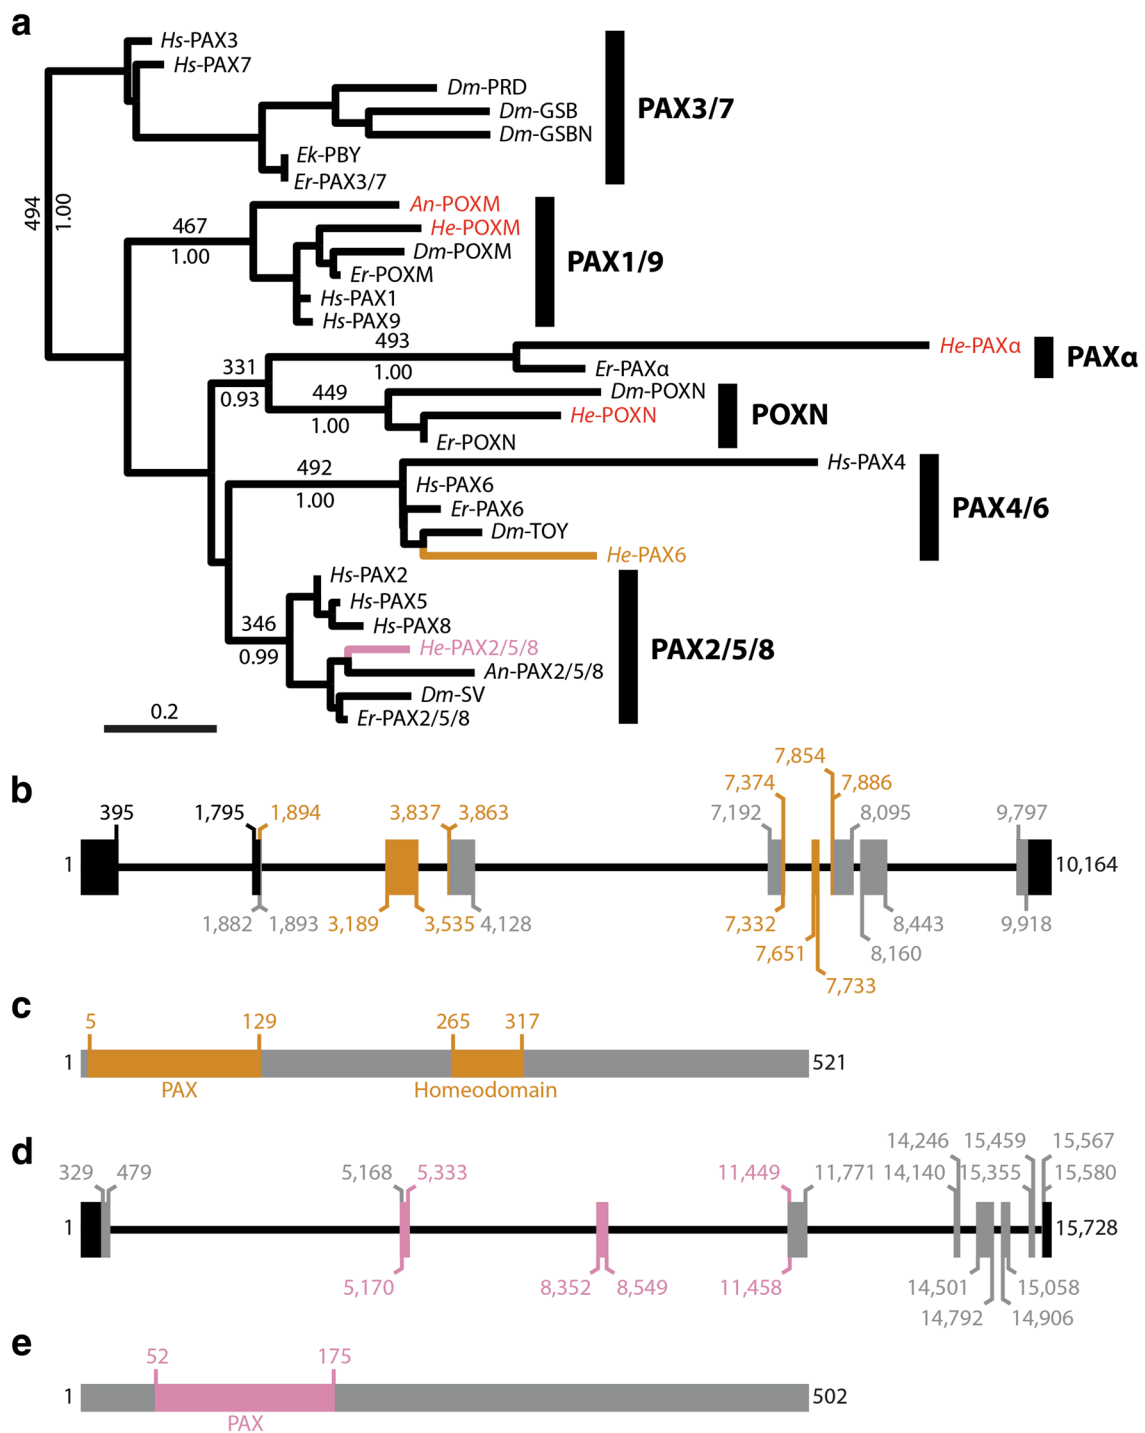 a
Hs-PAX3
Hs-PAX7
Dm-PRD
Dm-GSB
Dm-GSBN
Ek-PBY
Er-PAX3/7
PAX3/7
494
1.00
An-POXM
He-POXM
Dm-POXM
Er-POXM
Hs-PAX1
Hs-PAX9
PAX1/9
467
1.00
493
1.00
He-PAXα
Er-PAXα
PAXα
331
0.93
449
1.00
Dm-POXN
He-POXN
Er-POXN
POXN
492
1.00
Hs-PAX4
Hs-PAX6
Er-PAX6
Dm-TOY
He-PAX6
PAX4/6
Hs-PAX2
Hs-PAX5
Hs-PAX8
346
0.99
He-PAX2/5/8
An-PAX2/5/8
Dm-SV
Er-PAX2/5/8
PAX2/5/8
0.2
b
7,854
7,374 7,886
395 1,795 1,894 3,837 3,863 7,192 8,095 9,797
1 10,164
1,882 1,893 3,189 3,535 4,128 7,332 8,443 9,918
7,651 8,160
7,733
c
5 129 265 317
1 521
PAX Homeodomain
d
14,246 15,459 15,567
329 479 5,168 5,333 11,449 11,771 14,140 15,355 15,580
1 15,728
5,170 8,352 8,549 11,458 14,501 15,058
14,792 14,906
e
52 175
1 502
PAX